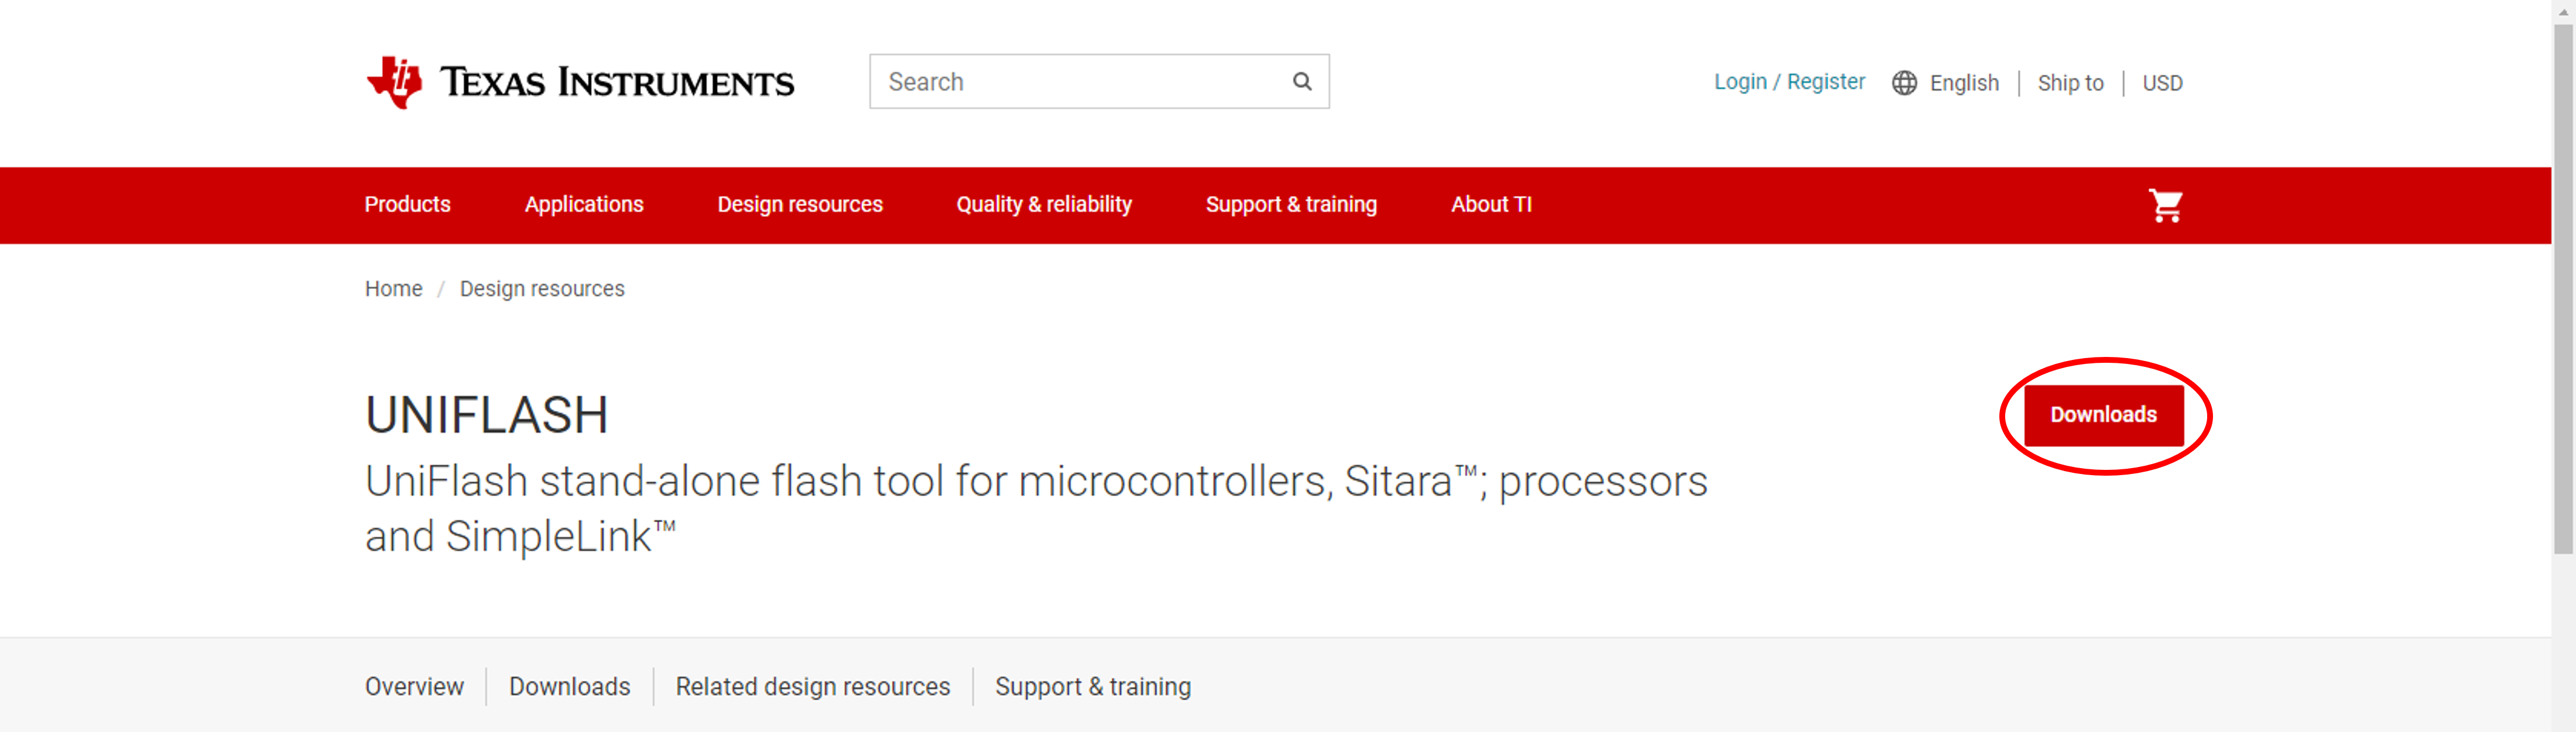 TEXAS INSTRUMENTS
Search
Login / Register
English
Ship to
USD
Products
Applications
Design resources
Quality & reliability
Support & training
About TI
Home / Design resources
UNIFLASH
Downloads
UniFlash stand-alone flash tool for microcontrollers, Sitara™; processors
and SimpleLink™
Overview
Downloads
Related design resources
Support & training